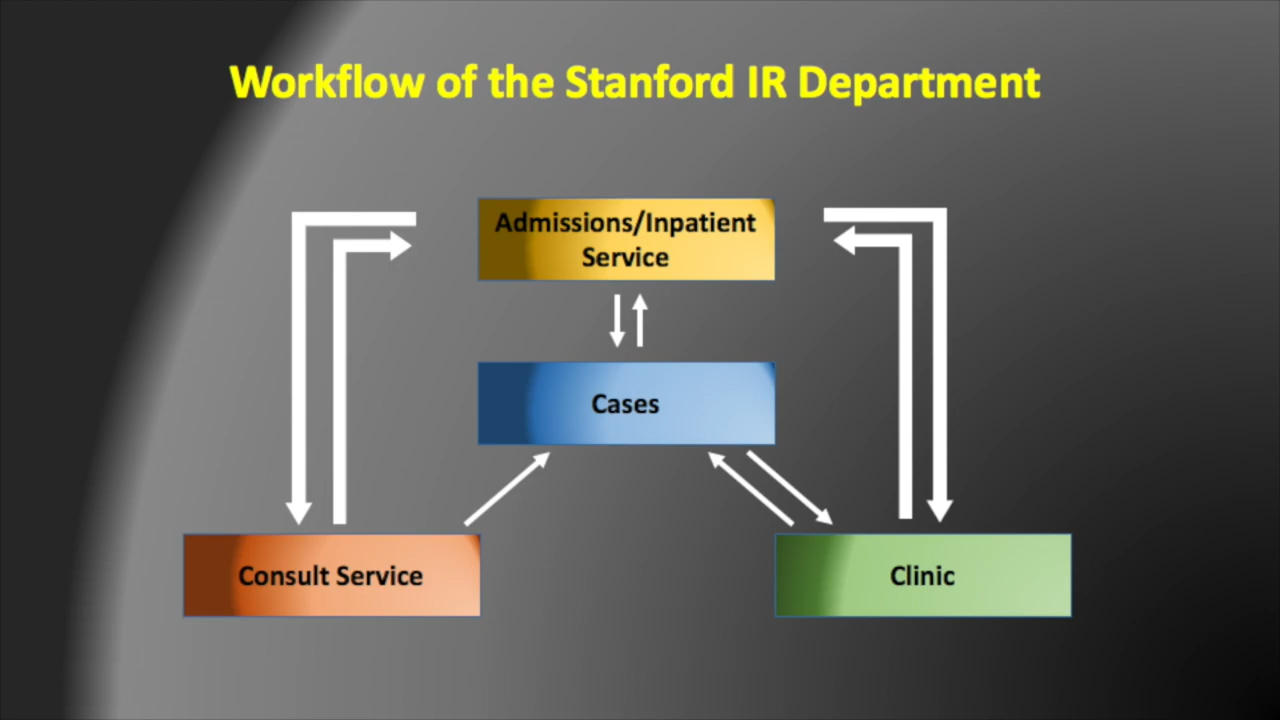 Workflow of the Stanford IR Department
Admissions/Inpatient
Service
Cases
Consult Service
Clinic